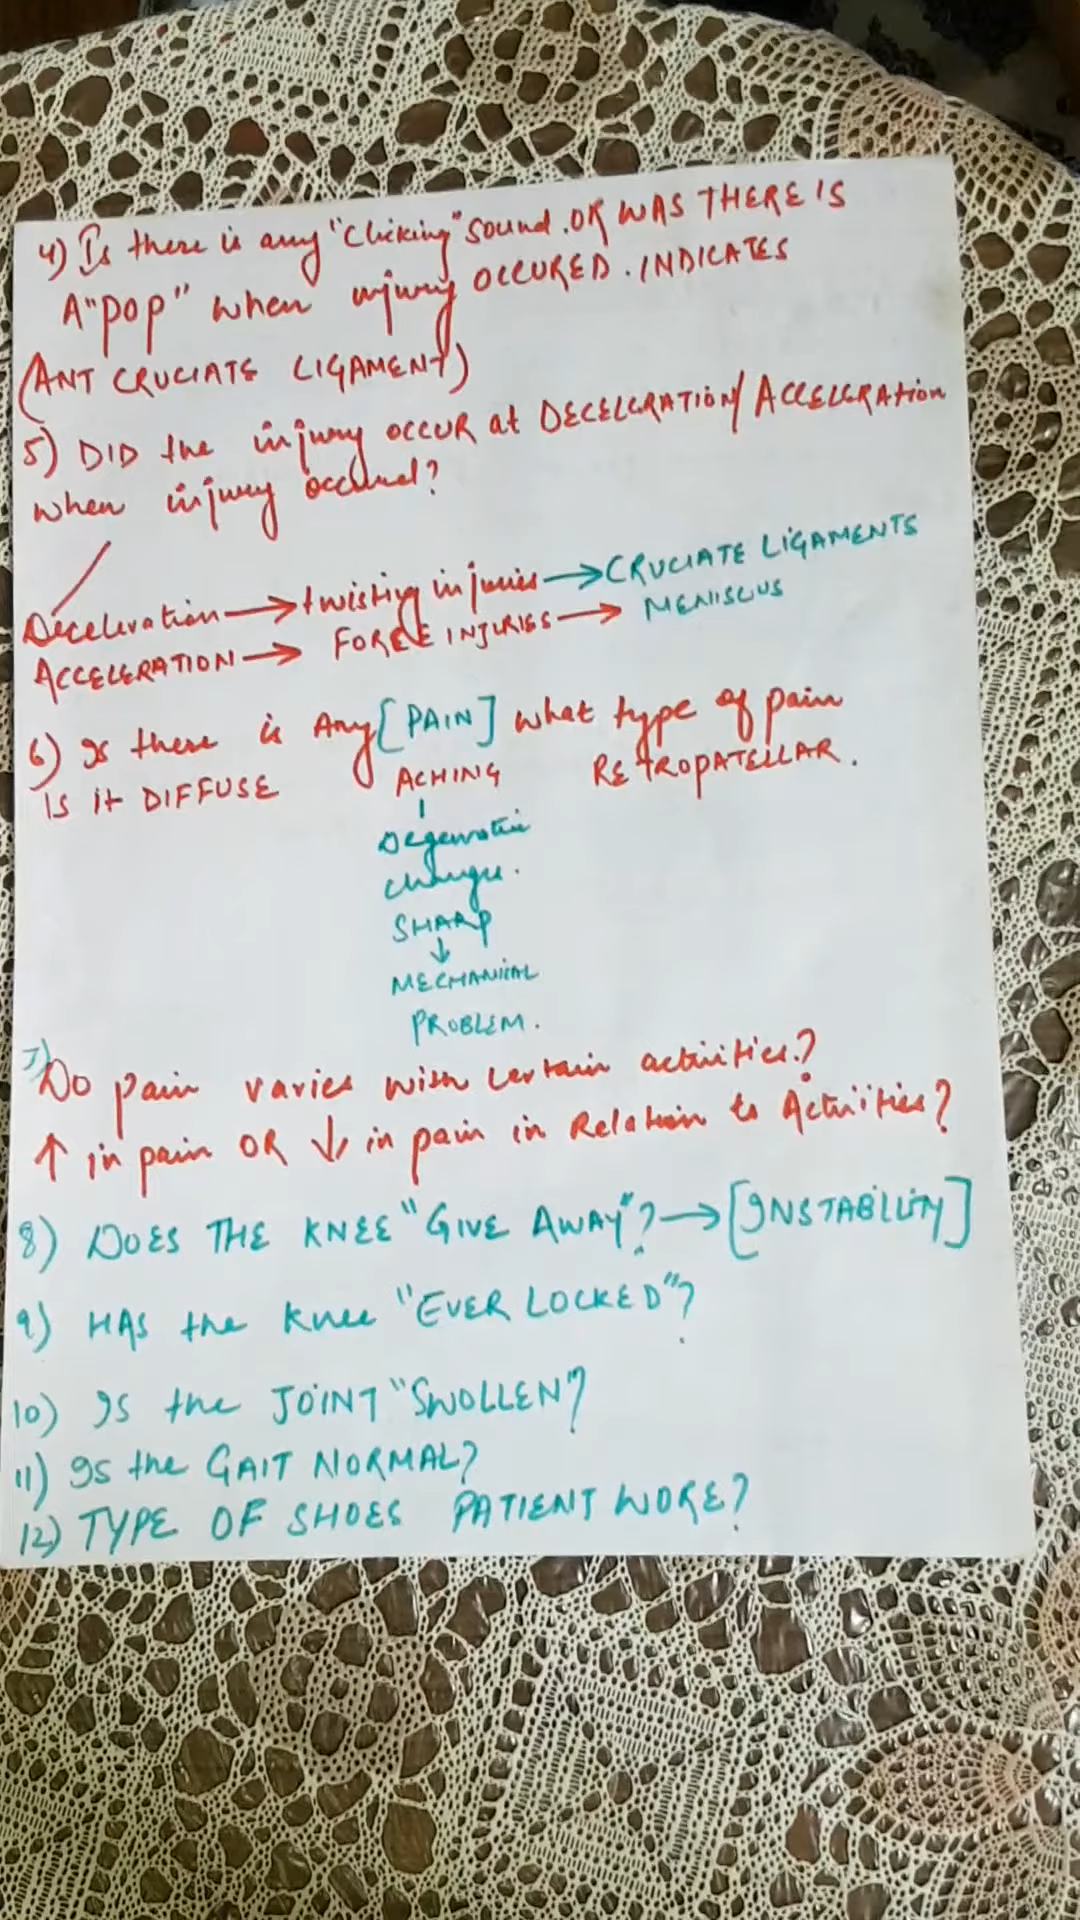 4) Is there is any "clicking" sound. OR WAS THERE IS
A "pop" when injury OCCURED. INDICATES
(ANT CRUCIATE LIGAMENT)
5) DID the injury OCCUR at DECELERATION/ ACCELERATION
when injury occured?
Deceleration → twisting injuries → CRUCIATE LIGAMENTS
ACCELERATION → FORCE INJURIES → MENISCUS
6) Is there is Any [PAIN] what type of pain
IS it DIFFUSE ACHING RETROPATELLAR.
Degenerative
change.
SHARP
↓
MECHANICAL
PROBLEM.
7) Do pain varies with certain activities?
↑ in pain OR ↓ in pain in Relation to Activities?
8) DOES THE KNEE "GIVE AWAY"? → [INSTABILITY]
9) HAS the knee "EVER LOCKED"?
10) Is the JOINT "SWOLLEN?
11) Is the GAIT NORMAL?
12) TYPE OF SHOES PATIENT WORE?